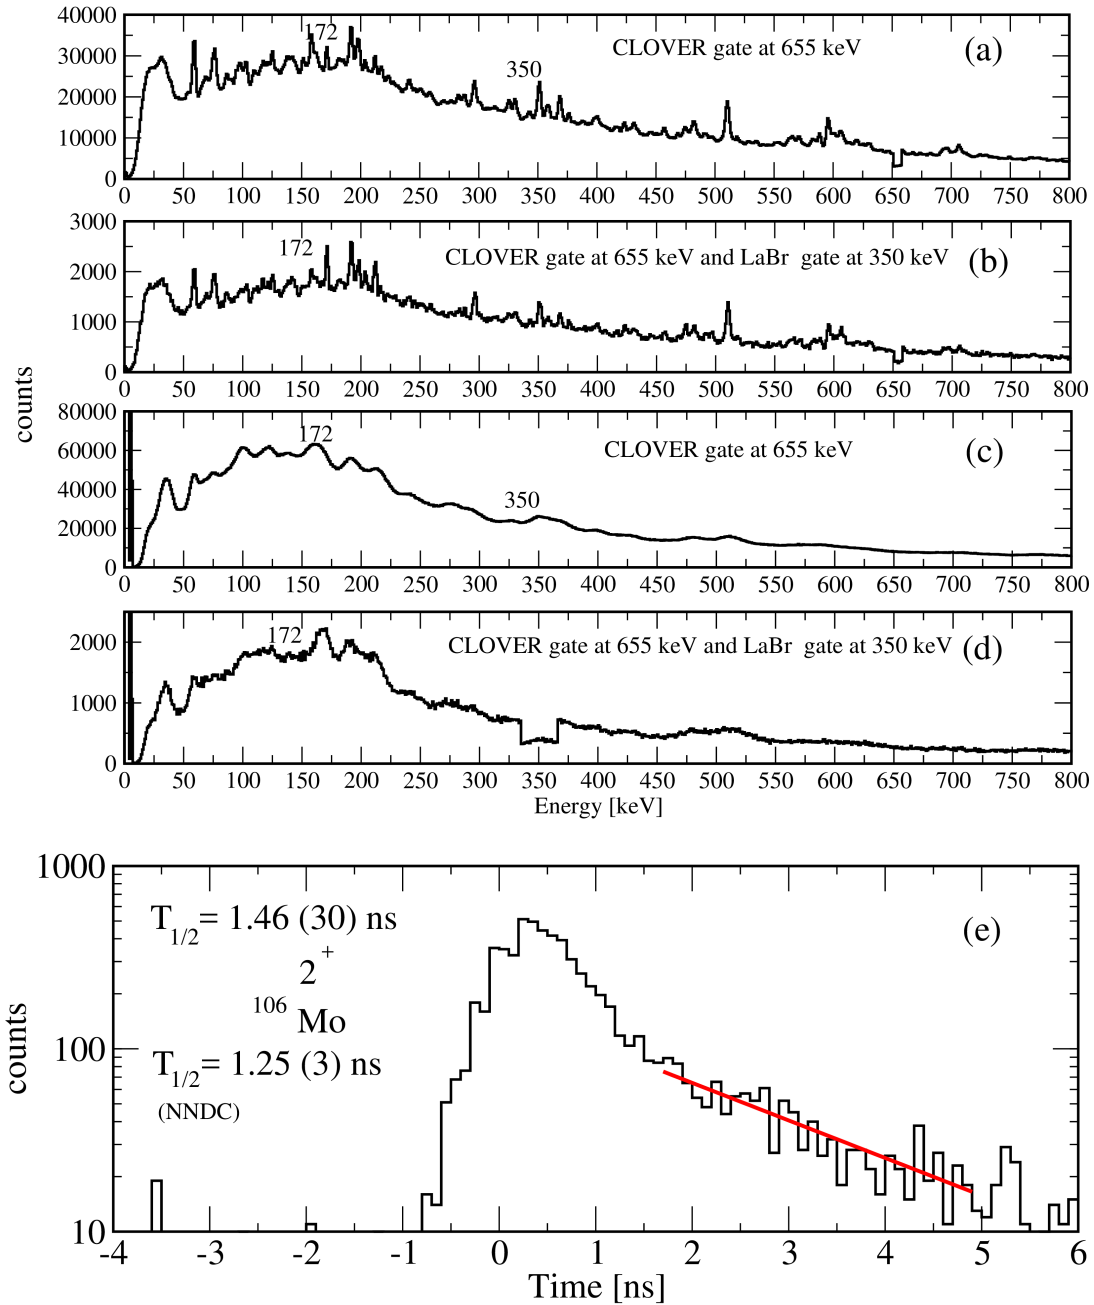 40000
30000
20000
10000
0
172
350
CLOVER gate at 655 keV
(a)
0 50 100 150 200 250 300 350 400 450 500 550 600 650 700 750 800
3000
2000
1000
0
172
CLOVER gate at 655 keV and LaBr gate at 350 keV
(b)
0 50 100 150 200 250 300 350 400 450 500 550 600 650 700 750 800
counts
80000
60000
40000
20000
0
172
350
CLOVER gate at 655 keV
(c)
0 50 100 150 200 250 300 350 400 450 500 550 600 650 700 750 800
2000
1000
0
172
CLOVER gate at 655 keV and LaBr gate at 350 keV
(d)
0 50 100 150 200 250 300 350 400 450 500 550 600 650 700 750 800
Energy [keV]
1000
100
10
counts
T1/2= 1.46 (30) ns
2+
106 Mo
T1/2= 1.25 (3) ns
(NNDC)
(e)
-4 -3 -2 -1 0 1 2 3 4 5 6
Time [ns]